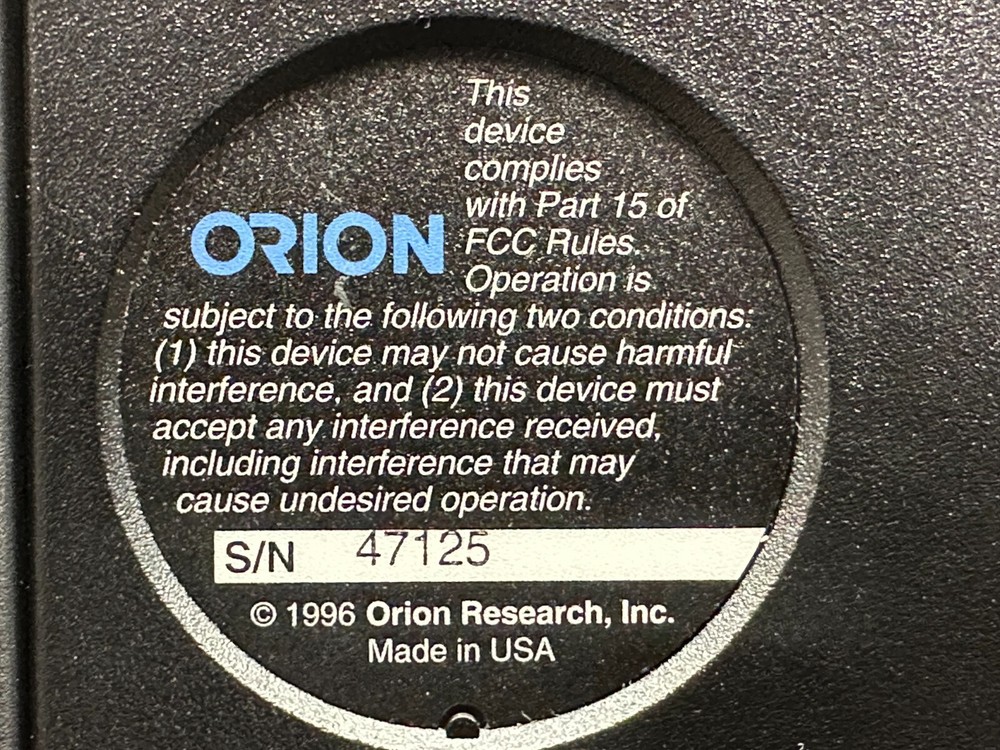 This
device
complies
ORION
with Part 15 of
FCC Rules.
Operation is
subject to the following two conditions:
(1) this device may not cause harmful
interference, and (2) this device must
accept any interference received,
including interference that may
cause undesired operation.
S/N 47125
© 1996 Orion Research, Inc.
Made in USA